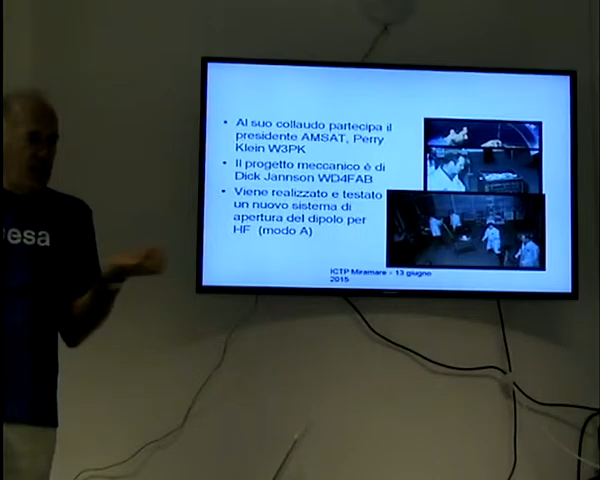 • Al suo collaudo partecipa il
presidente AMSAT, Perry
Klein W3PK
• Il progetto meccanico è di
Dick Jannson WD4FAB
• Viene realizzato e testato
un nuovo sistema di
apertura del dipolo per
HF (modo A)
esa
ICTP Miramare - 13 giugno
2015